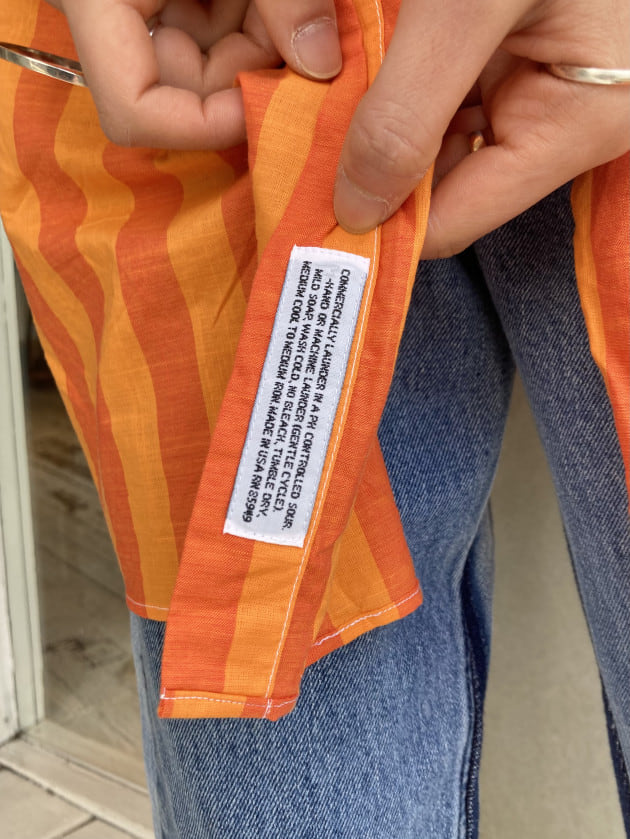 COMMERCIALLY LAUNDER IN A PH CONTROLLED SOUR.
-HAND OR MACHINE LAUNDER (GENTLE CYCLE).
MILD SOAP, WASH COLD, NO BLEACH, TUMBLE DRY,
MEDIUM COOL TO MEDIUM IRON. MADE IN USA RN 85949